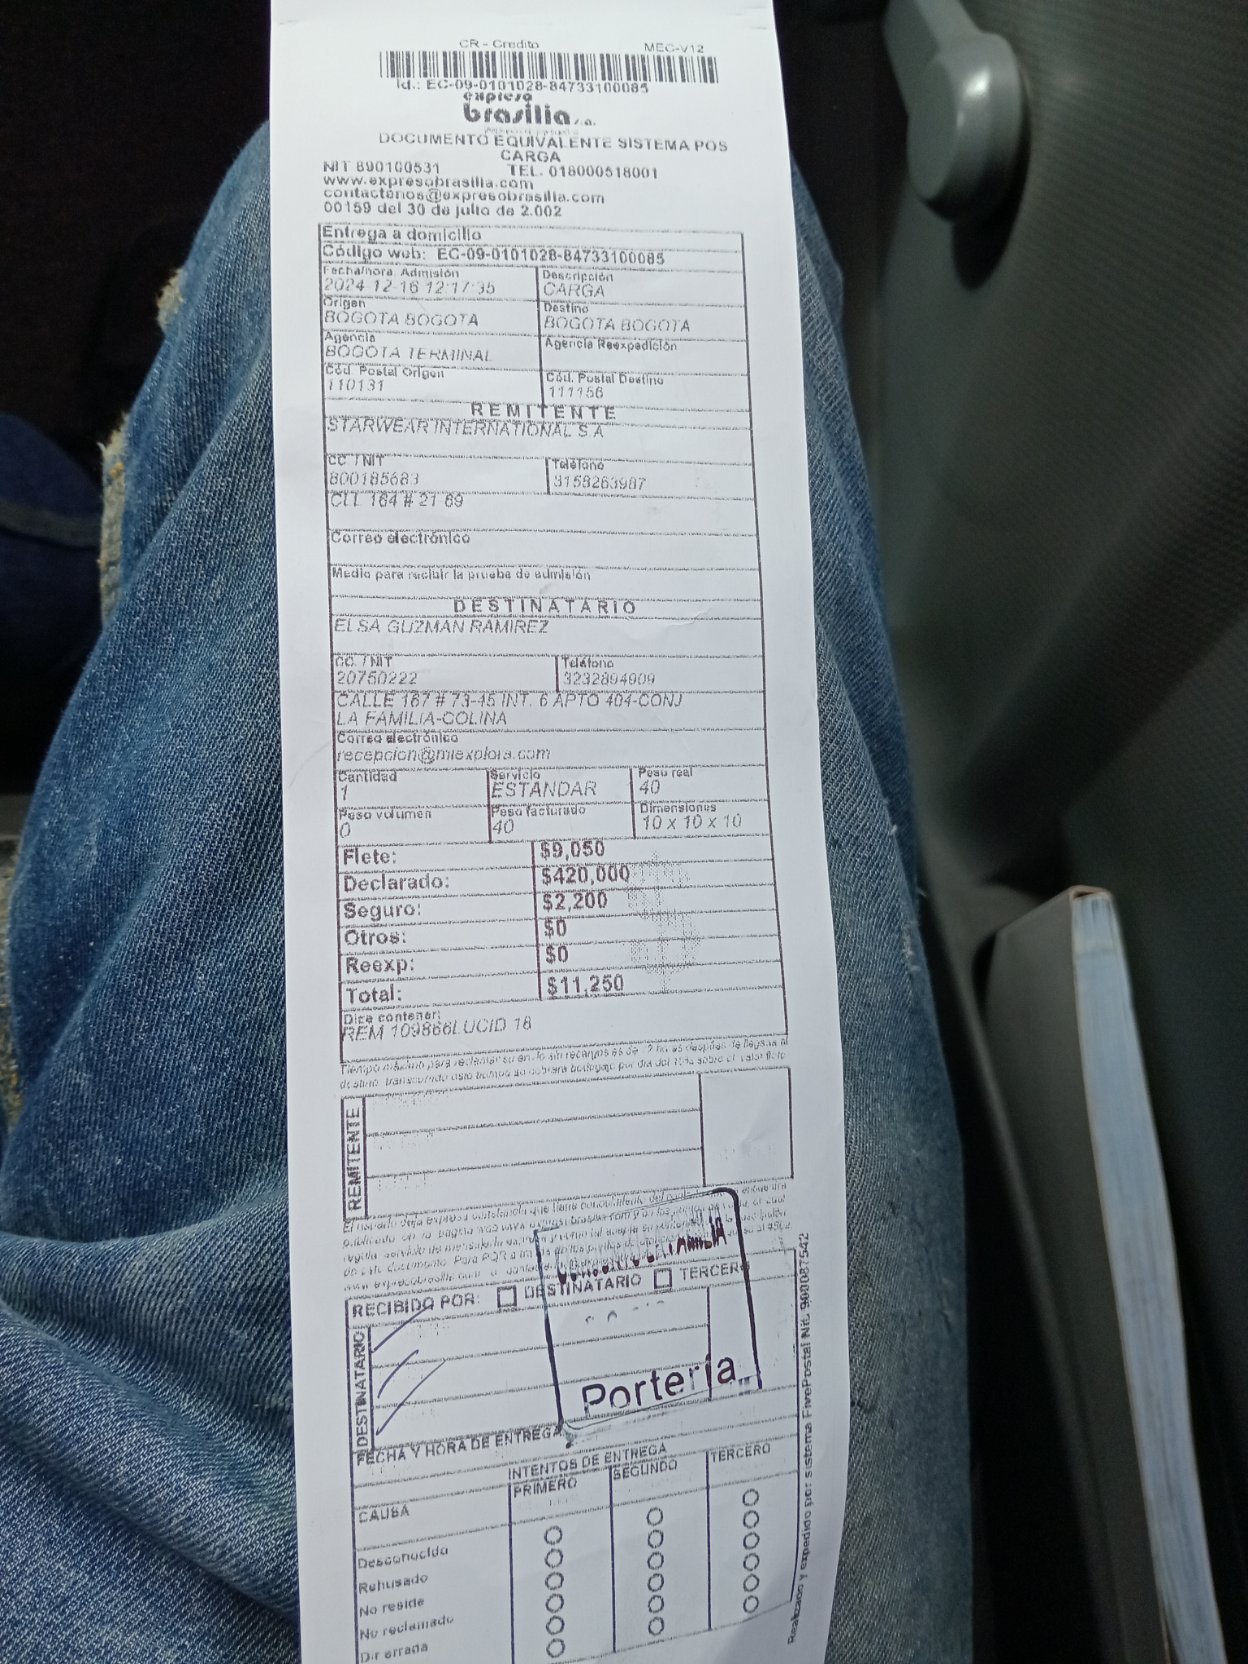 CR - Credito MEC-V12
Id.: EC-09-0101028-84733100085
expreso
brasilia s.a.
DOCUMENTO EQUIVALENTE SISTEMA POS
CARGA
NIT 890100531 TEL. 018000518001
www.expresobrasilia.com
contactenos@expresobrasilia.com
00159 del 30 de julio de 2.002
Entrega a domicilio
Código web: EC-09-0101028-84733100085
Fecha/hora. Admisión Descripción
2024-12-16 12:17:35 CARGA
Origen Destino
BOGOTA BOGOTA BOGOTA BOGOTA
Agencia Agencia Reexpedición
BOGOTA TERMINAL
Cód. Postal Origen Cód. Postal Destino
110131 111156
REMITENTE
STARWEAR INTERNATIONAL S A
CC. / NIT Teléfono
800185683 3158263987
CLL 164 # 21 69
Correo electrónico
Medio para recibir la prueba de admisión
DESTINATARIO
ELSA GUZMAN RAMIREZ
CC. / NIT Teléfono
20750222 3232894909
CALLE 167 # 73-45 INT. 6 APTO 404-CONJ
LA FAMILIA-COLINA
Correo electrónico
recepcion@miexplora.com
Cantidad Servicio Peso real
1 ESTANDAR 40
Peso volumen Peso facturado Dimensiones
0 40 10 x 10 x 10
Flete: $9,050
Declarado: $420,000
Seguro: $2,200
Otros: $0
Reexp: $0
Total: $11,250
Dice contener:
REM 109866LUCID 18
REMITENTE
RECIBIDO POR: DESTINATARIO TERCERO
DESTINATARIO
Portería
FECHA Y HORA DE ENTREGA
INTENTOS DE ENTREGA
CAUSA PRIMERO SEGUNDO TERCERO
Desconocido
Rehusado
No reside
No reclamado
Dir errada
Realizado y expedido por sistema FivePostal Nit. 900087542